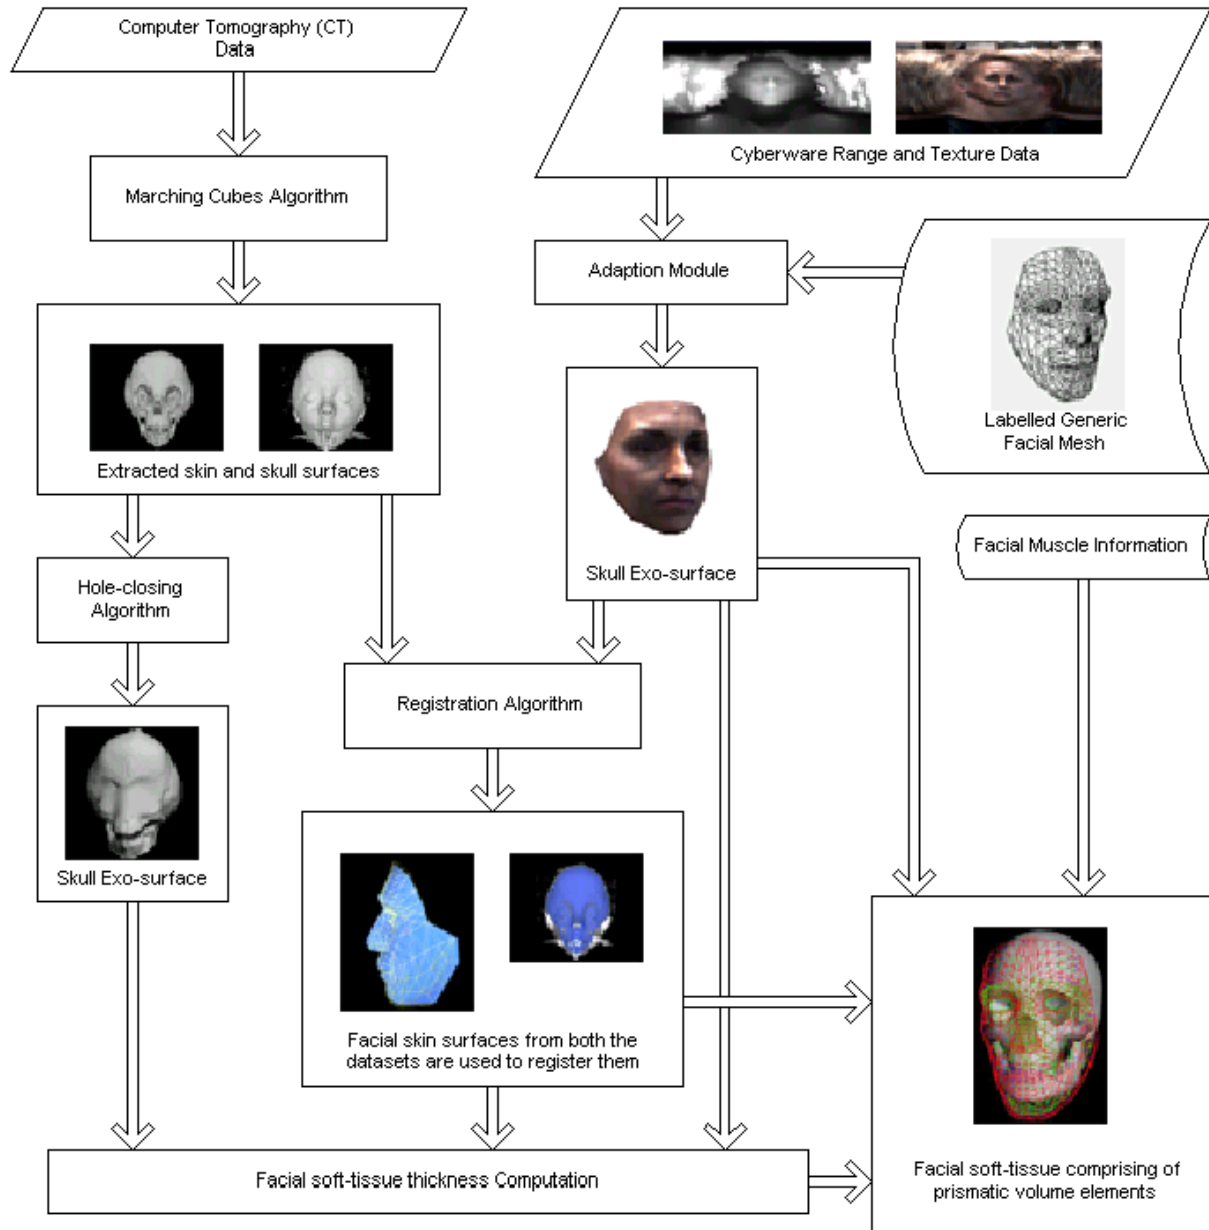 Computer Tomography (CT)
Data
Cyberware Range and Texture Data
Marching Cubes Algorithm
Adaption Module
Labelled Generic
Facial Mesh
Extracted skin and skull surfaces
Facial Muscle Information
Hole-closing
Algorithm
Skull Exo-surface
Registration Algorithm
Skull Exo-surface
Facial skin surfaces from both the
datasets are used to register them
Facial soft-tissue thickness Computation
Facial soft-tissue comprising of
prismatic volume elements